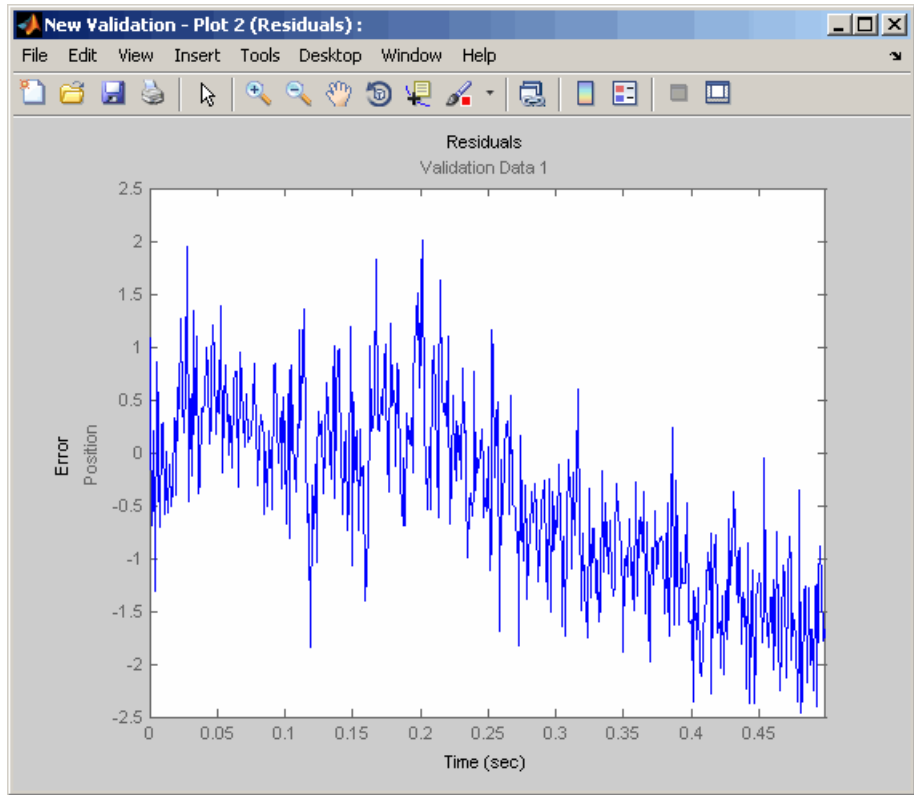 New Validation - Plot 2 (Residuals) :
File Edit View Insert Tools Desktop Window Help
Residuals
Validation Data 1
2.5
2
1.5
1
0.5
0
-0.5
-1
-1.5
-2
-2.5
Error
Position
0 0.05 0.1 0.15 0.2 0.25 0.3 0.35 0.4 0.45
Time (sec)